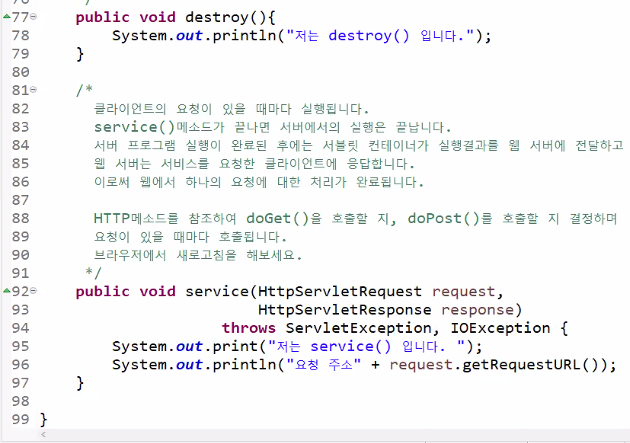 77 public void destroy(){
78 System.out.println("저는 destroy() 입니다.");
79 }
80
81 /*
82 클라이언트의 요청이 있을 때마다 실행됩니다.
83 service()메소드가 끝나면 서버에서의 실행은 끝납니다.
84 서버 프로그램 실행이 완료된 후에는 서블릿 컨테이너가 실행결과를 웹 서버에 전달하고
85 웹 서버는 서비스를 요청한 클라이언트에 응답합니다.
86 이로써 웹에서 하나의 요청에 대한 처리가 완료됩니다.
87
88 HTTP메소드를 참조하여 doGet()을 호출할 지, doPost()를 호출할 지 결정하며
89 요청이 있을 때마다 호출됩니다.
90 브라우저에서 새로고침을 해보세요.
91 */
92 public void service(HttpServletRequest request,
93 HttpServletResponse response)
94 throws ServletException, IOException {
95 System.out.print("저는 service() 입니다. ");
96 System.out.println("요청 주소" + request.getRequestURL());
97 }
98
99 }